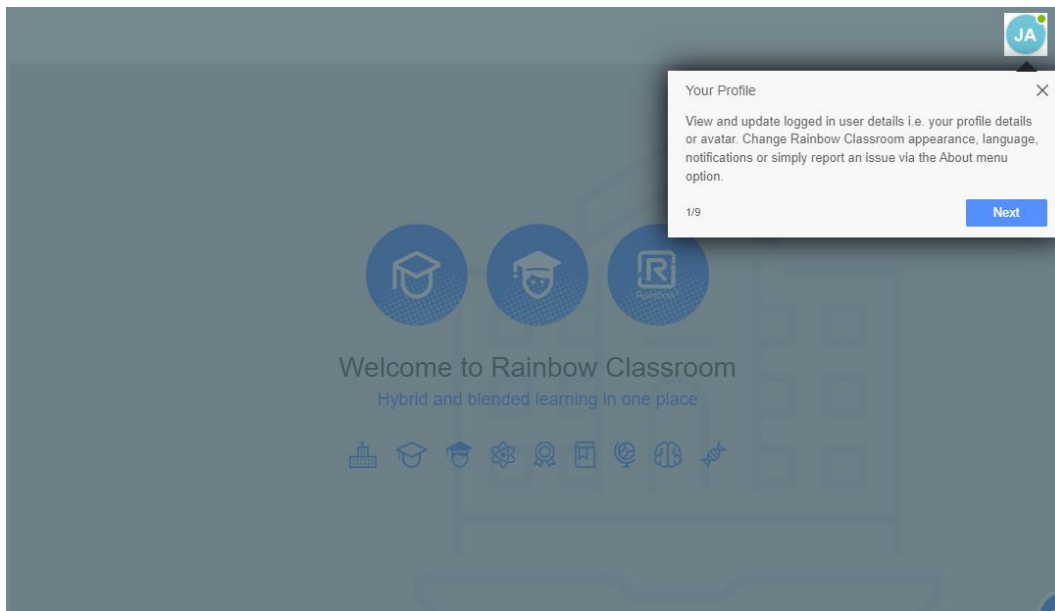 JA
Your Profile
View and update logged in user details i.e. your profile details
or avatar. Change Rainbow Classroom appearance, language,
notifications or simply report an issue via the About menu
option.
1/9
Next
R
Rainbow
Welcome to Rainbow Classroom
Hybrid and blended learning in one place